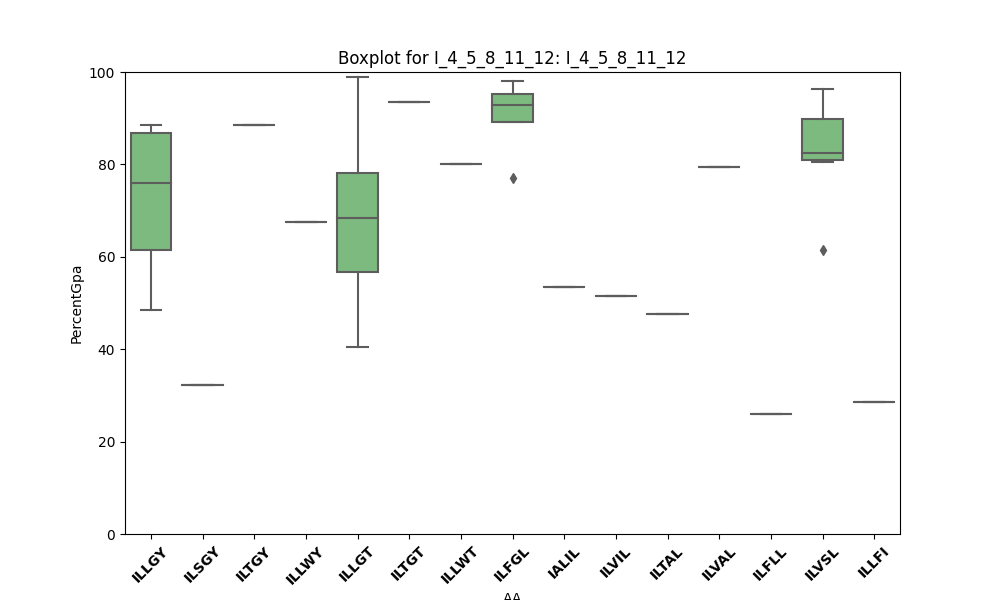 Boxplot for I_4_5_8_11_12: I_4_5_8_11_12
PercentGpa
100
80
60
40
20
0
ILLGY
ILSGY
ILTGY
ILLWY
ILLGT
ILTGT
ILLWT
ILFGL
IALIL
ILVIL
ILTAL
ILVAL
ILFLL
ILVSL
ILLFI
AA